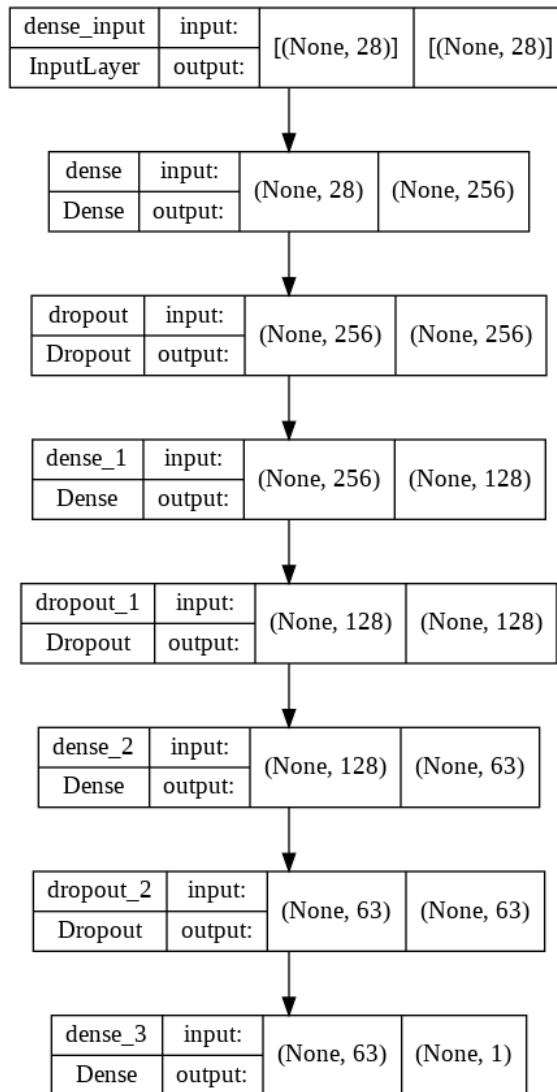 dense_input input: [(None, 28)] [(None, 28)]
InputLayer output:
dense input: (None, 28) (None, 256)
Dense output:
dropout input: (None, 256) (None, 256)
Dropout output:
dense_1 input: (None, 256) (None, 128)
Dense output:
dropout_1 input: (None, 128) (None, 128)
Dropout output:
dense_2 input: (None, 128) (None, 63)
Dense output:
dropout_2 input: (None, 63) (None, 63)
Dropout output:
dense_3 input: (None, 63) (None, 1)
Dense output: